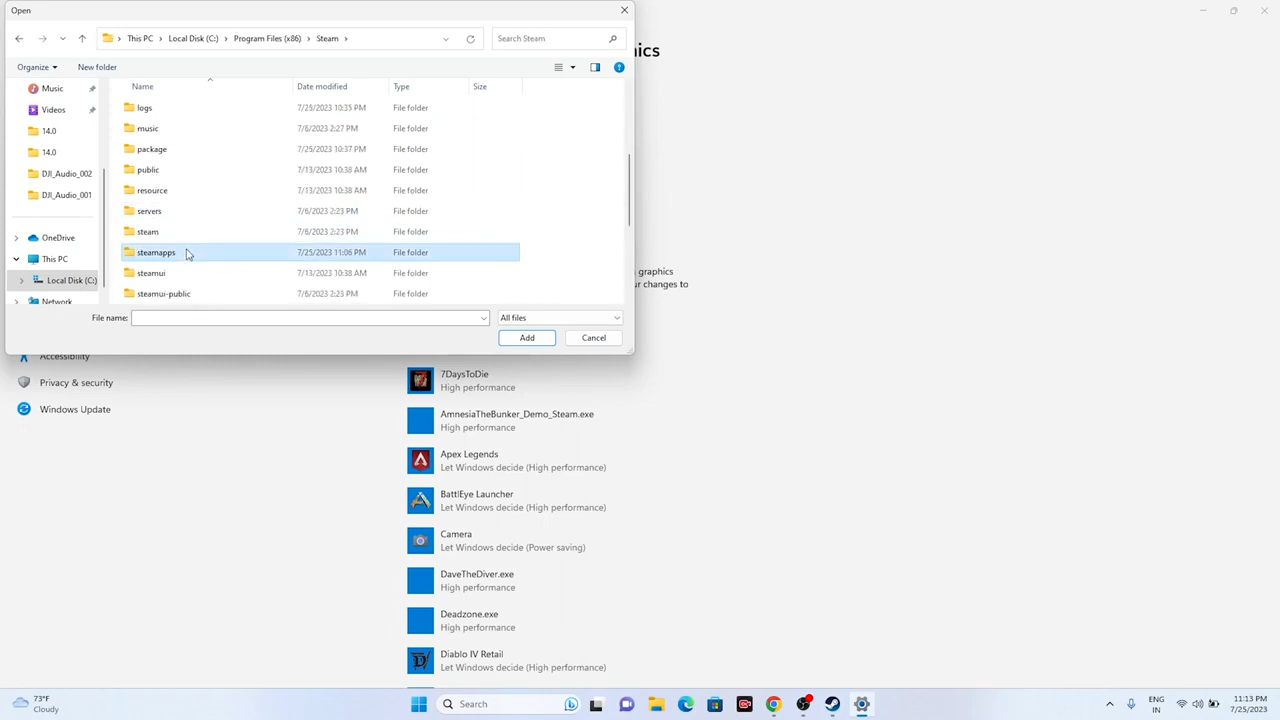 Open
This PC
Local Disk (C:)
Program Files (x86)
Steam
Search Steam
Organize
New folder
Name
Date modified
Type
Size
Music
Videos
14.0
14.0
DJI_Audio_002
DJI_Audio_001
OneDrive
This PC
Local Disk (C:)
Network
logs 7/25/2023 10:35 PM File folder
music 7/6/2023 2:27 PM File folder
package 7/25/2023 10:37 PM File folder
public 7/13/2023 10:38 AM File folder
resource 7/13/2023 10:38 AM File folder
servers 7/6/2023 2:23 PM File folder
steam 7/6/2023 2:23 PM File folder
steamapps 7/25/2023 11:06 PM File folder
steamui 7/13/2023 10:38 AM File folder
steamui-public 7/6/2023 2:23 PM File folder
File name:
All files
Add
Cancel
ics
graphics
ur changes to
Accessibility
Privacy & security
Windows Update
7DaysToDie
High performance
AmnesiaTheBunker_Demo_Steam.exe
High performance
Apex Legends
Let Windows decide (High performance)
BattlEye Launcher
Let Windows decide (High performance)
Camera
Let Windows decide (Power saving)
DaveTheDiver.exe
High performance
Deadzone.exe
High performance
Diablo IV Retail
Let Windows decide (High performance)
73°F
Cloudy
Search
ENG
IN
11:13 PM
7/25/2023